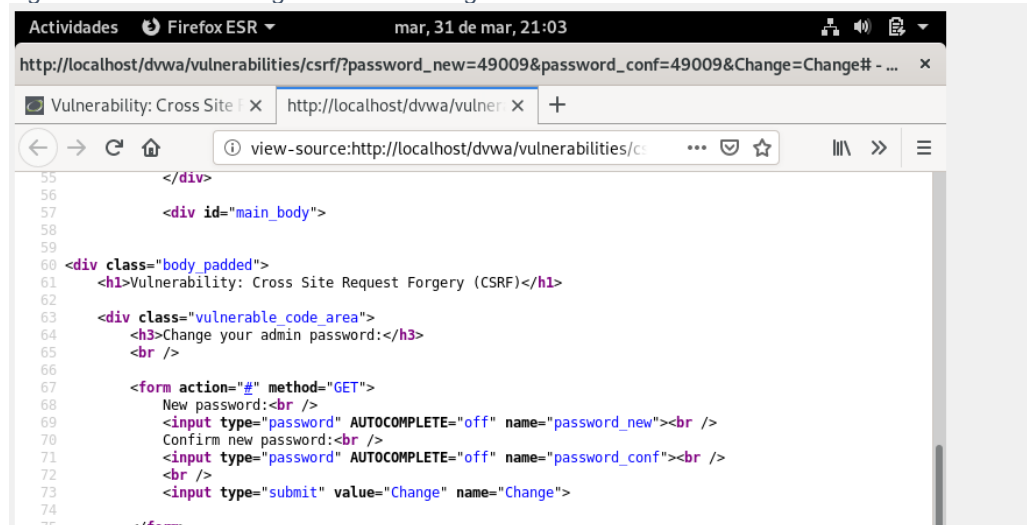 Actividades Firefox ESR mar, 31 de mar, 21:03
http://localhost/dvwa/vulnerabilities/csrf/?password_new=49009&password_conf=49009&Change=Change# - ... ×
Vulnerability: Cross Site × http://localhost/dvwa/vulner × +
view-source:http://localhost/dvwa/vulnerabilities/cs
55 </div>
56
57 <div id="main_body">
58
59
60 <div class="body_padded">
61 <h1>Vulnerability: Cross Site Request Forgery (CSRF)</h1>
62
63 <div class="vulnerable_code_area">
64 <h3>Change your admin password:</h3>
65 <br />
66
67 <form action="#" method="GET">
68 New password:<br />
69 <input type="password" AUTOCOMPLETE="off" name="password_new"><br />
70 Confirm new password:<br />
71 <input type="password" AUTOCOMPLETE="off" name="password_conf"><br />
72 <br />
73 <input type="submit" value="Change" name="Change">
74
75 </form>